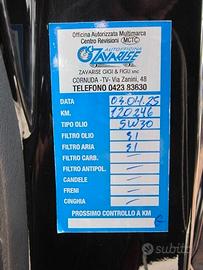 Officina Autorizzata Multimarca
Centro Revisioni MCTC
AUTOFFICINA
ZAVARISE
ZAVARISE GIGI & FIGLI snc
CORNUDA -TV- Via Zanini, 48
TELEFONO 0423 83630
DATA 03.04.25
KM. 120246
TIPO OLIO 5W30
FILTRO OLIO SI
FILTRO ARIA SI
FILTRO CARB.
FILTRO ANTIPOL.
CANDELE
FRENI
CINGHIA
PROSSIMO CONTROLLO A KM
subito